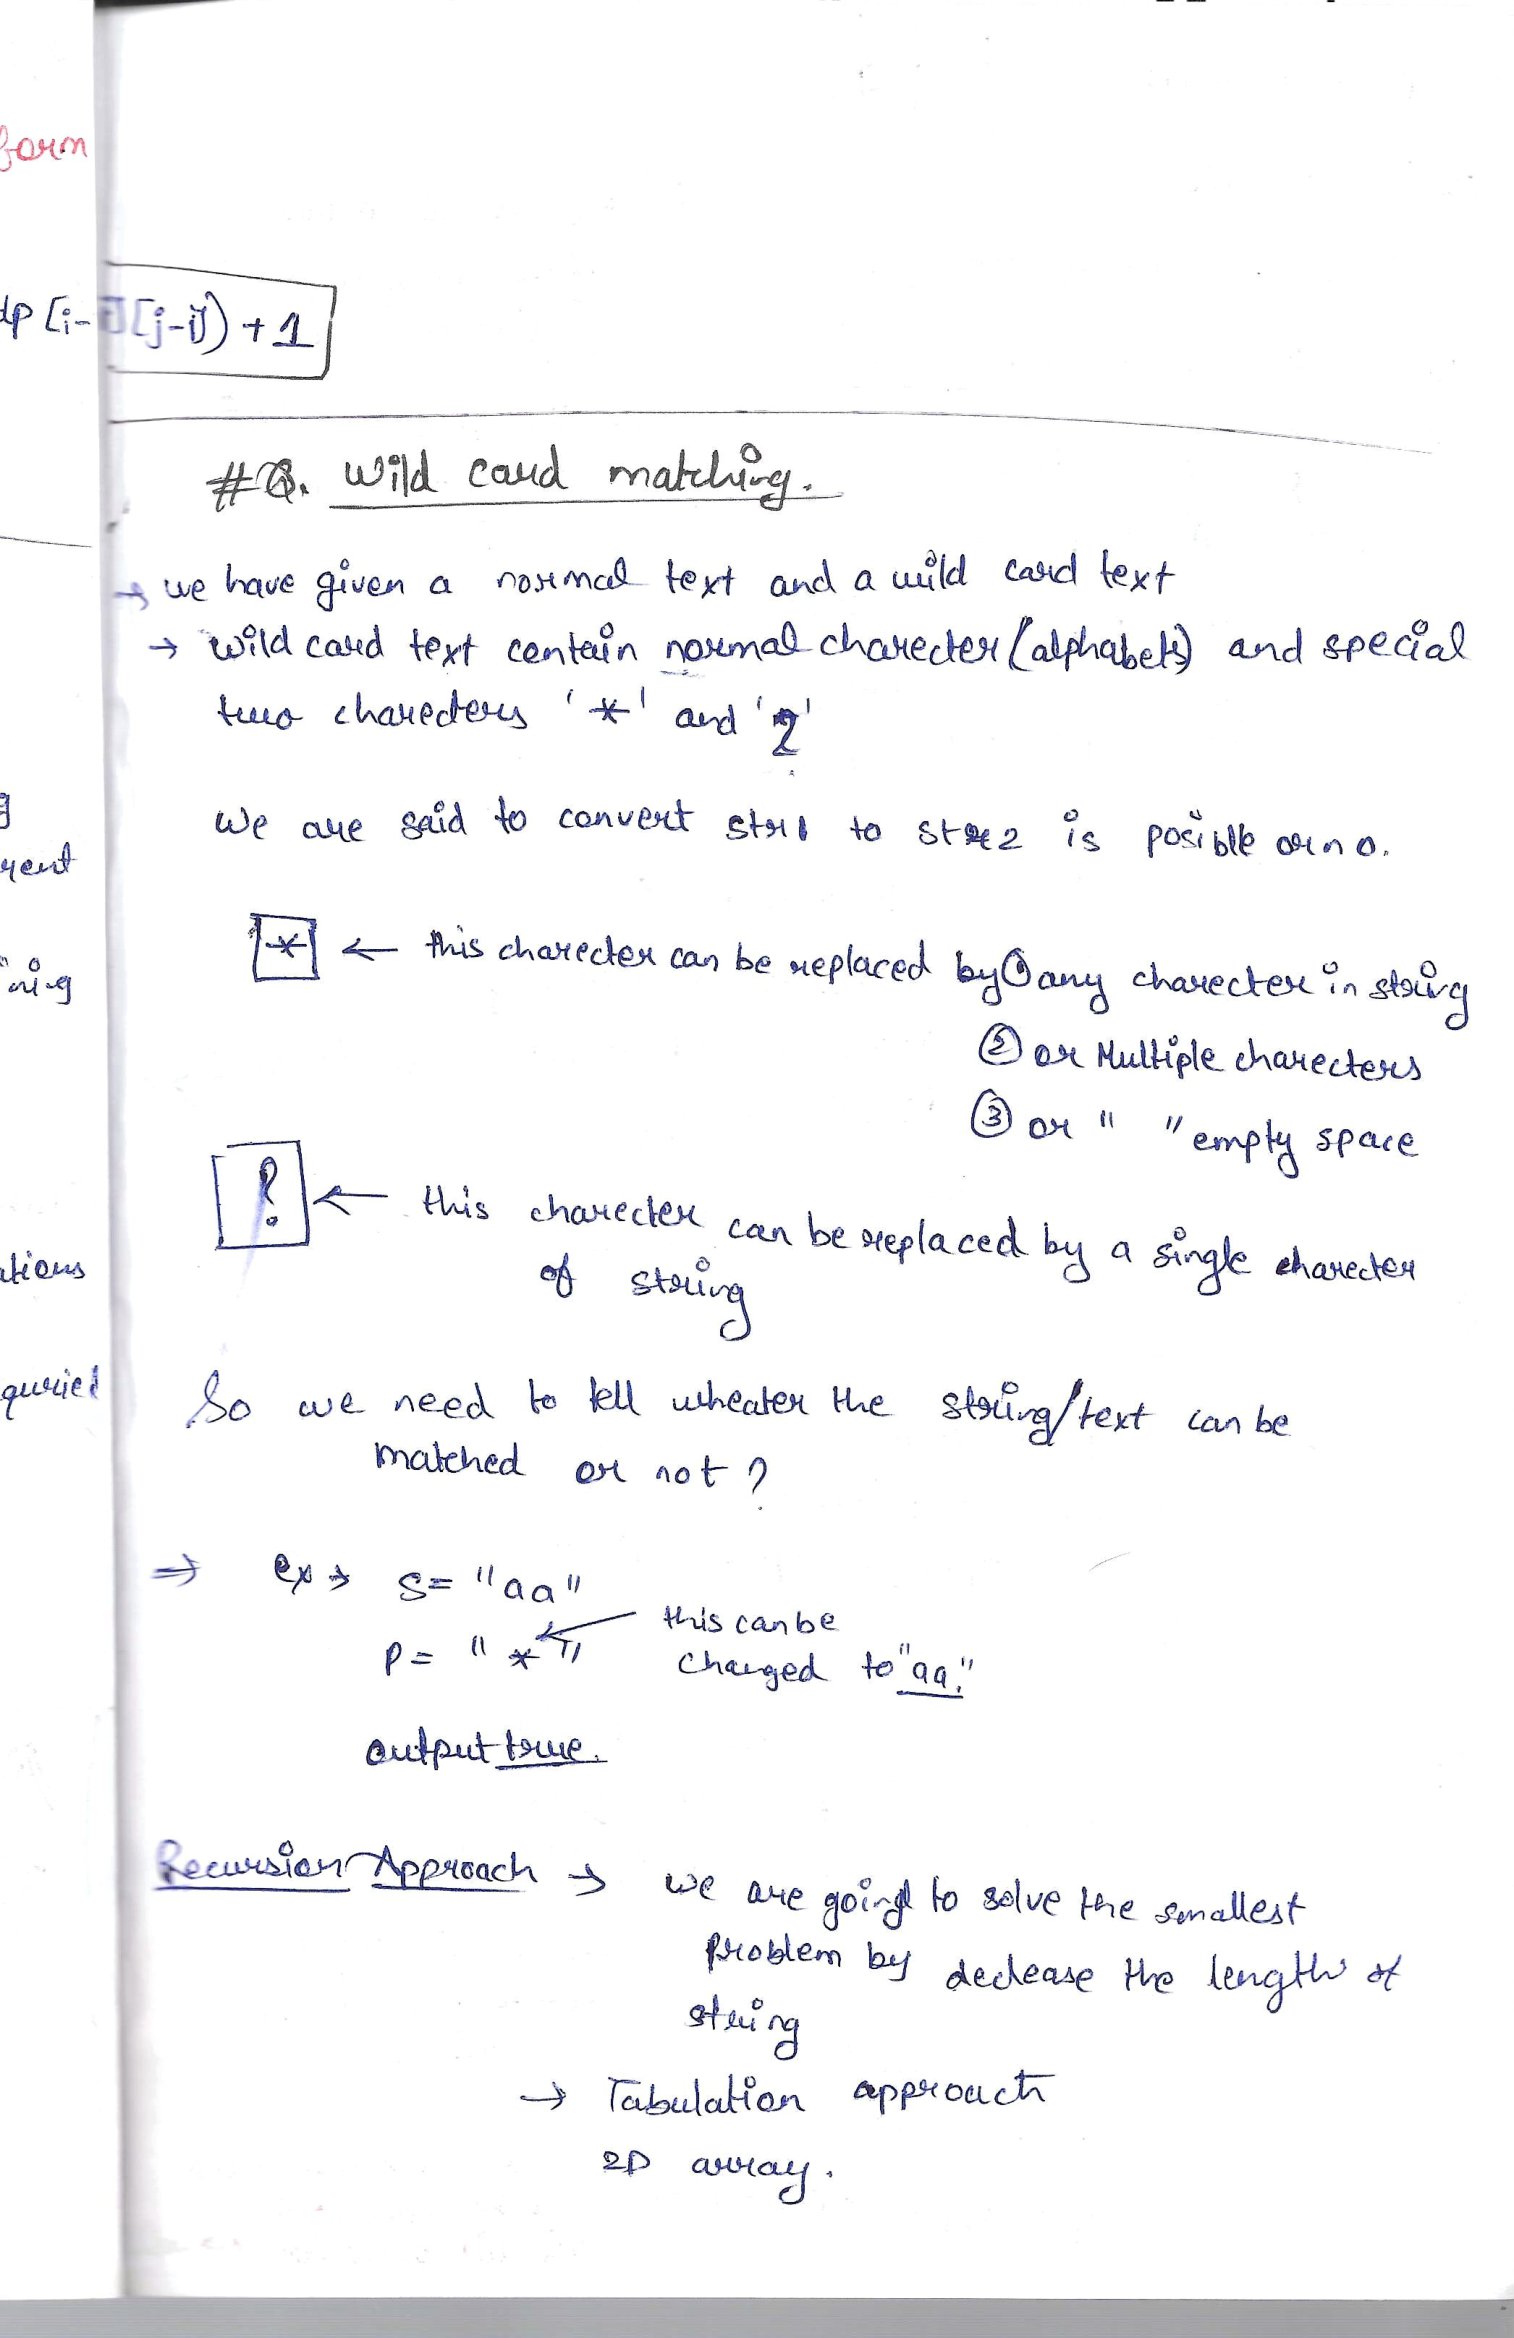 form
dp [i-1][j-1]) + 1
#Q. Wild card matching.
→ we have given a normal text and a wild card text
→ wild card text contain normal charecter (alphabets) and special
two charecters '*' and '?'
We are said to convert str1 to str2 is posible or no.
* ← this charecter can be replaced by ① any charecter in string
② or Multiple charecters
③ or " " empty space
? ← this charecter can be replaced by a single charecter
of string
So we need to tell wheater the string/text can be
matched or not ?
⇒ ex → S= "aa"
P= "*" this can be
changed to "aa."
output true.
Recursion Approach → we are going to solve the smallest
Problem by declease the length of
string
→ Tabulation approach
2D array.